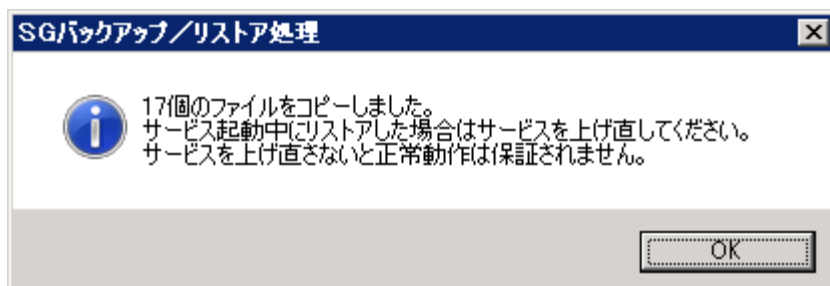 SGバックアップ／リストア処理
17個のファイルをコピーしました。
サービス起動中にリストアした場合はサービスを上げ直してください。
サービスを上げ直さないと正常動作は保証されません。
OK